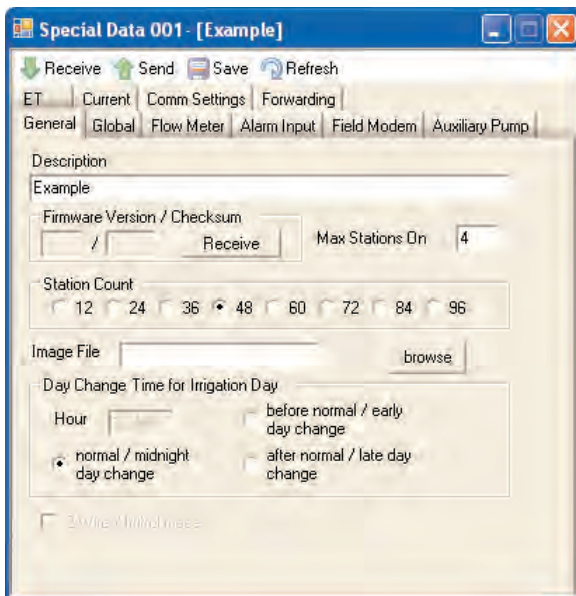 Special Data 001- [Example]
Receive Send Save Refresh
ET Current Comm Settings Forwarding
General Global Flow Meter Alarm Input Field Modem Auxiliary Pump
Description
Example
Firmware Version / Checksum
/ Receive
Max Stations On 4
Station Count
12 24 36 48 60 72 84 96
Image File browse
Day Change Time for Irrigation Day
Hour
before normal / early
day change
normal / midnight
day change
after normal / late day
change
2-Wire